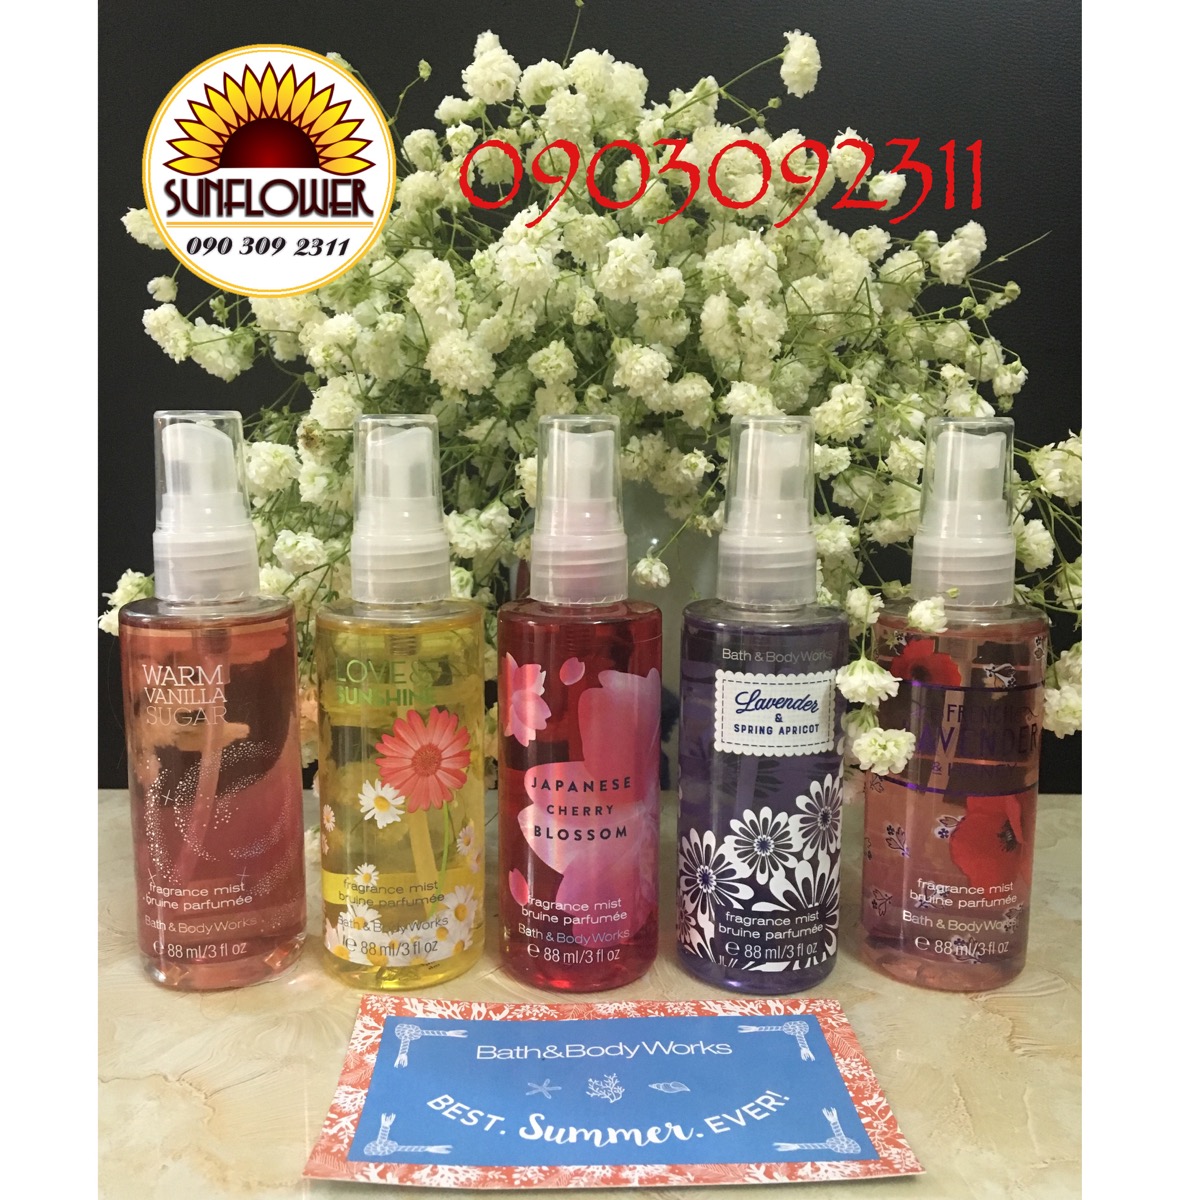 SUNFLOWER
090 309 2311
0903092311
WARM
VANILLA
SUGAR
fragrance mist
bruine parfumée
Bath & Body Works
℮ 88 ml/3 fl oz
LOVE &
SUNSHINE
fragrance mist
bruine parfumée
Bath & Body Works
℮ 88 ml/3 fl oz
JAPANESE
CHERRY
BLOSSOM
fragrance mist
bruine parfumée
Bath & Body Works
℮ 88 ml/3 fl oz
Bath & Body Works
Lavender
&
SPRING APRICOT
fragrance mist
bruine parfumée
℮ 88 ml/3 fl oz
FRENCH
LAVENDER
&
fragrance mist
bruine parfumée
Bath & Body Works
℮ 88 ml/3 fl oz
Bath & Body Works
BEST. Summer. EVER!